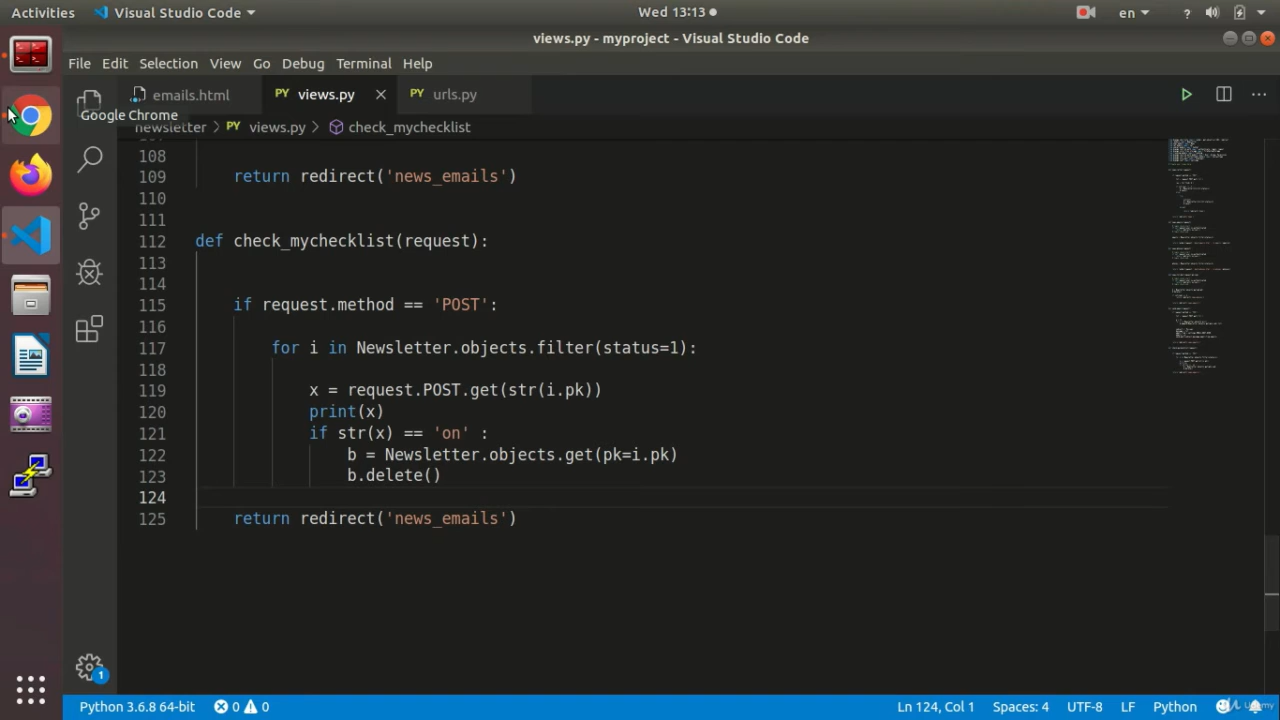 Activities
Visual Studio Code
Wed 13:13
en
?
views.py - myproject - Visual Studio Code
File Edit Selection View Go Debug Terminal Help
emails.html
PY views.py
PY urls.py
Google Chrome
newsletter > PY views.py > check_mychecklist
108
109 return redirect('news_emails')
110
111
112 def check_mychecklist(request):
113
114
115 if request.method == 'POST':
116
117 for i in Newsletter.objects.filter(status=1):
118
119 x = request.POST.get(str(i.pk))
120 print(x)
121 if str(x) == 'on' :
122 b = Newsletter.objects.get(pk=i.pk)
123 b.delete()
124
125 return redirect('news_emails')
1
Python 3.6.8 64-bit
0 0
Ln 124, Col 1
Spaces: 4
UTF-8
LF
Python
Udemy